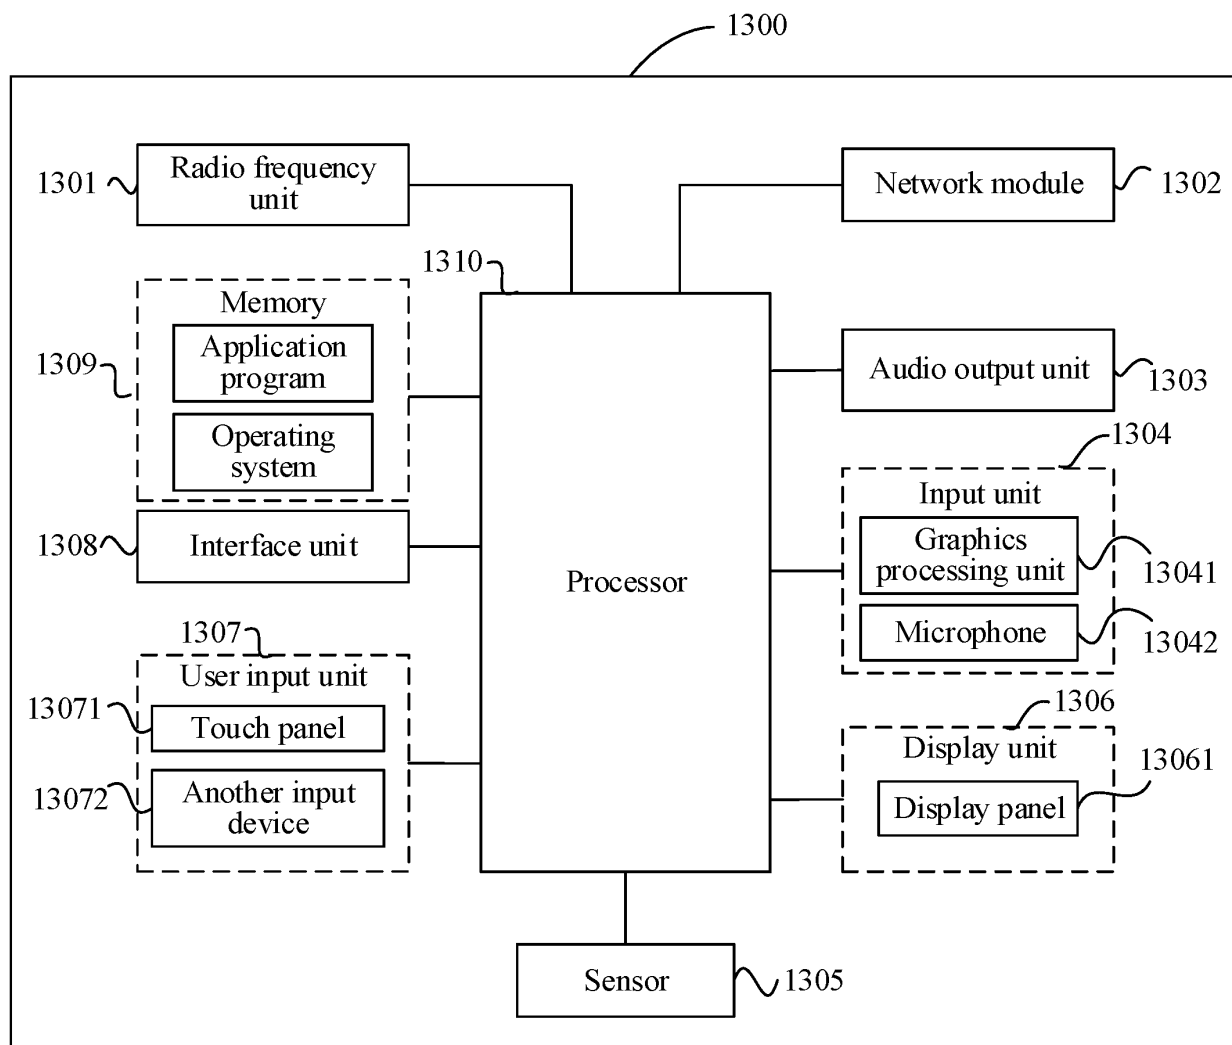 1300
1301
Radio frequency
unit
Network module
1302
1310
Memory
Application
program
Operating
system
1309
Audio output unit
1303
1304
Input unit
Graphics
processing unit
13041
Microphone
13042
1308
Interface unit
Processor
1307
User input unit
13071
Touch panel
13072
Another input
device
1306
Display unit
13061
Display panel
Sensor
1305